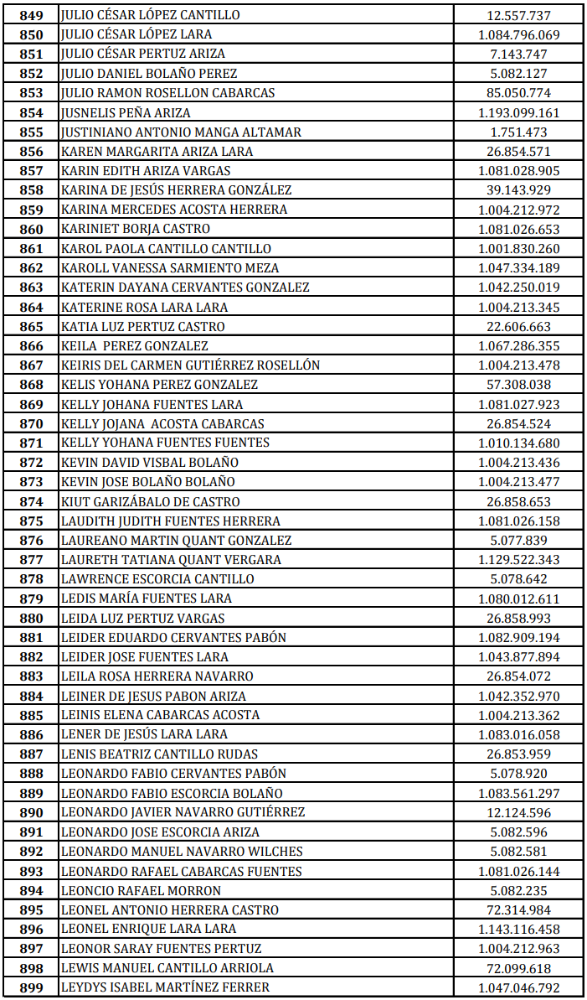 849 JULIO CÉSAR LÓPEZ CANTILLO 12.557.737
850 JULIO CÉSAR LÓPEZ LARA 1.084.796.069
851 JULIO CÉSAR PERTUZ ARIZA 7.143.747
852 JULIO DANIEL BOLAÑO PEREZ 5.082.127
853 JULIO RAMON ROSELLON CABARCAS 85.050.774
854 JUSNELIS PEÑA ARIZA 1.193.099.161
855 JUSTINIANO ANTONIO MANGA ALTAMAR 1.751.473
856 KAREN MARGARITA ARIZA LARA 26.854.571
857 KARIN EDITH ARIZA VARGAS 1.081.028.905
858 KARINA DE JESÚS HERRERA GONZÁLEZ 39.143.929
859 KARINA MERCEDES ACOSTA HERRERA 1.004.212.972
860 KARINIET BORJA CASTRO 1.081.026.653
861 KAROL PAOLA CANTILLO CANTILLO 1.001.830.260
862 KAROLL VANESSA SARMIENTO MEZA 1.047.334.189
863 KATERIN DAYANA CERVANTES GONZALEZ 1.042.250.019
864 KATERINE ROSA LARA LARA 1.004.213.345
865 KATIA LUZ PERTUZ CASTRO 22.606.663
866 KEILA  PEREZ GONZALEZ 1.067.286.355
867 KEIRIS DEL CARMEN GUTIÉRREZ ROSELLÓN 1.004.213.478
868 KELIS YOHANA PEREZ GONZALEZ 57.308.038
869 KELLY JOHANA FUENTES LARA 1.081.027.923
870 KELLY JOJANA  ACOSTA CABARCAS 26.854.524
871 KELLY YOHANA FUENTES FUENTES 1.010.134.680
872 KEVIN DAVID VISBAL BOLAÑO 1.004.213.436
873 KEVIN JOSE BOLAÑO BOLAÑO 1.004.213.477
874 KIUT GARIZÁBALO DE CASTRO 26.858.653
875 LAUDITH JUDITH FUENTES HERRERA 1.081.026.158
876 LAUREANO MARTIN QUANT GONZALEZ 5.077.839
877 LAURETH TATIANA QUANT VERGARA 1.129.522.343
878 LAWRENCE ESCORCIA CANTILLO 5.078.642
879 LEDIS MARÍA FUENTES LARA 1.080.012.611
880 LEIDA LUZ PERTUZ VARGAS 26.858.993
881 LEIDER EDUARDO CERVANTES PABÓN 1.082.909.194
882 LEIDER JOSE FUENTES LARA 1.043.877.894
883 LEILA ROSA HERRERA NAVARRO 26.854.072
884 LEINER DE JESUS PABON ARIZA 1.042.352.970
885 LEINIS ELENA CABARCAS ACOSTA 1.004.213.362
886 LENER DE JESÚS LARA LARA 1.083.016.058
887 LENIS BEATRIZ CANTILLO RUDAS 26.853.959
888 LEONARDO FABIO CERVANTES PABÓN 5.078.920
889 LEONARDO FABIO ESCORCIA BOLAÑO 1.083.561.297
890 LEONARDO JAVIER NAVARRO GUTIÉRREZ 12.124.596
891 LEONARDO JOSE ESCORCIA ARIZA 5.082.596
892 LEONARDO MANUEL NAVARRO WILCHES 5.082.581
893 LEONARDO RAFAEL CABARCAS FUENTES 1.081.026.144
894 LEONCIO RAFAEL MORRON 5.082.235
895 LEONEL ANTONIO HERRERA CASTRO 72.314.984
896 LEONEL ENRIQUE LARA LARA 1.143.116.458
897 LEONOR SARAY FUENTES PERTUZ 1.004.212.963
898 LEWIS MANUEL CANTILLO ARRIOLA 72.099.618
899 LEYDYS ISABEL MARTÍNEZ FERRER 1.047.046.792